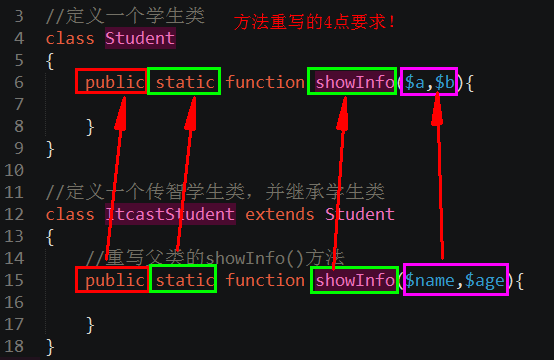 3 //定义一个学生类
4 class Student 方法重写的4点要求!
5 {
6 public static function showInfo($a,$b){
7
8 }
9 }
10
11 //定义一个传智学生类，并继承学生类
12 class ItcastStudent extends Student
13 {
14 //重写父类的showInfo()方法
15 public static function showInfo($name,$age){
16
17 }
18 }